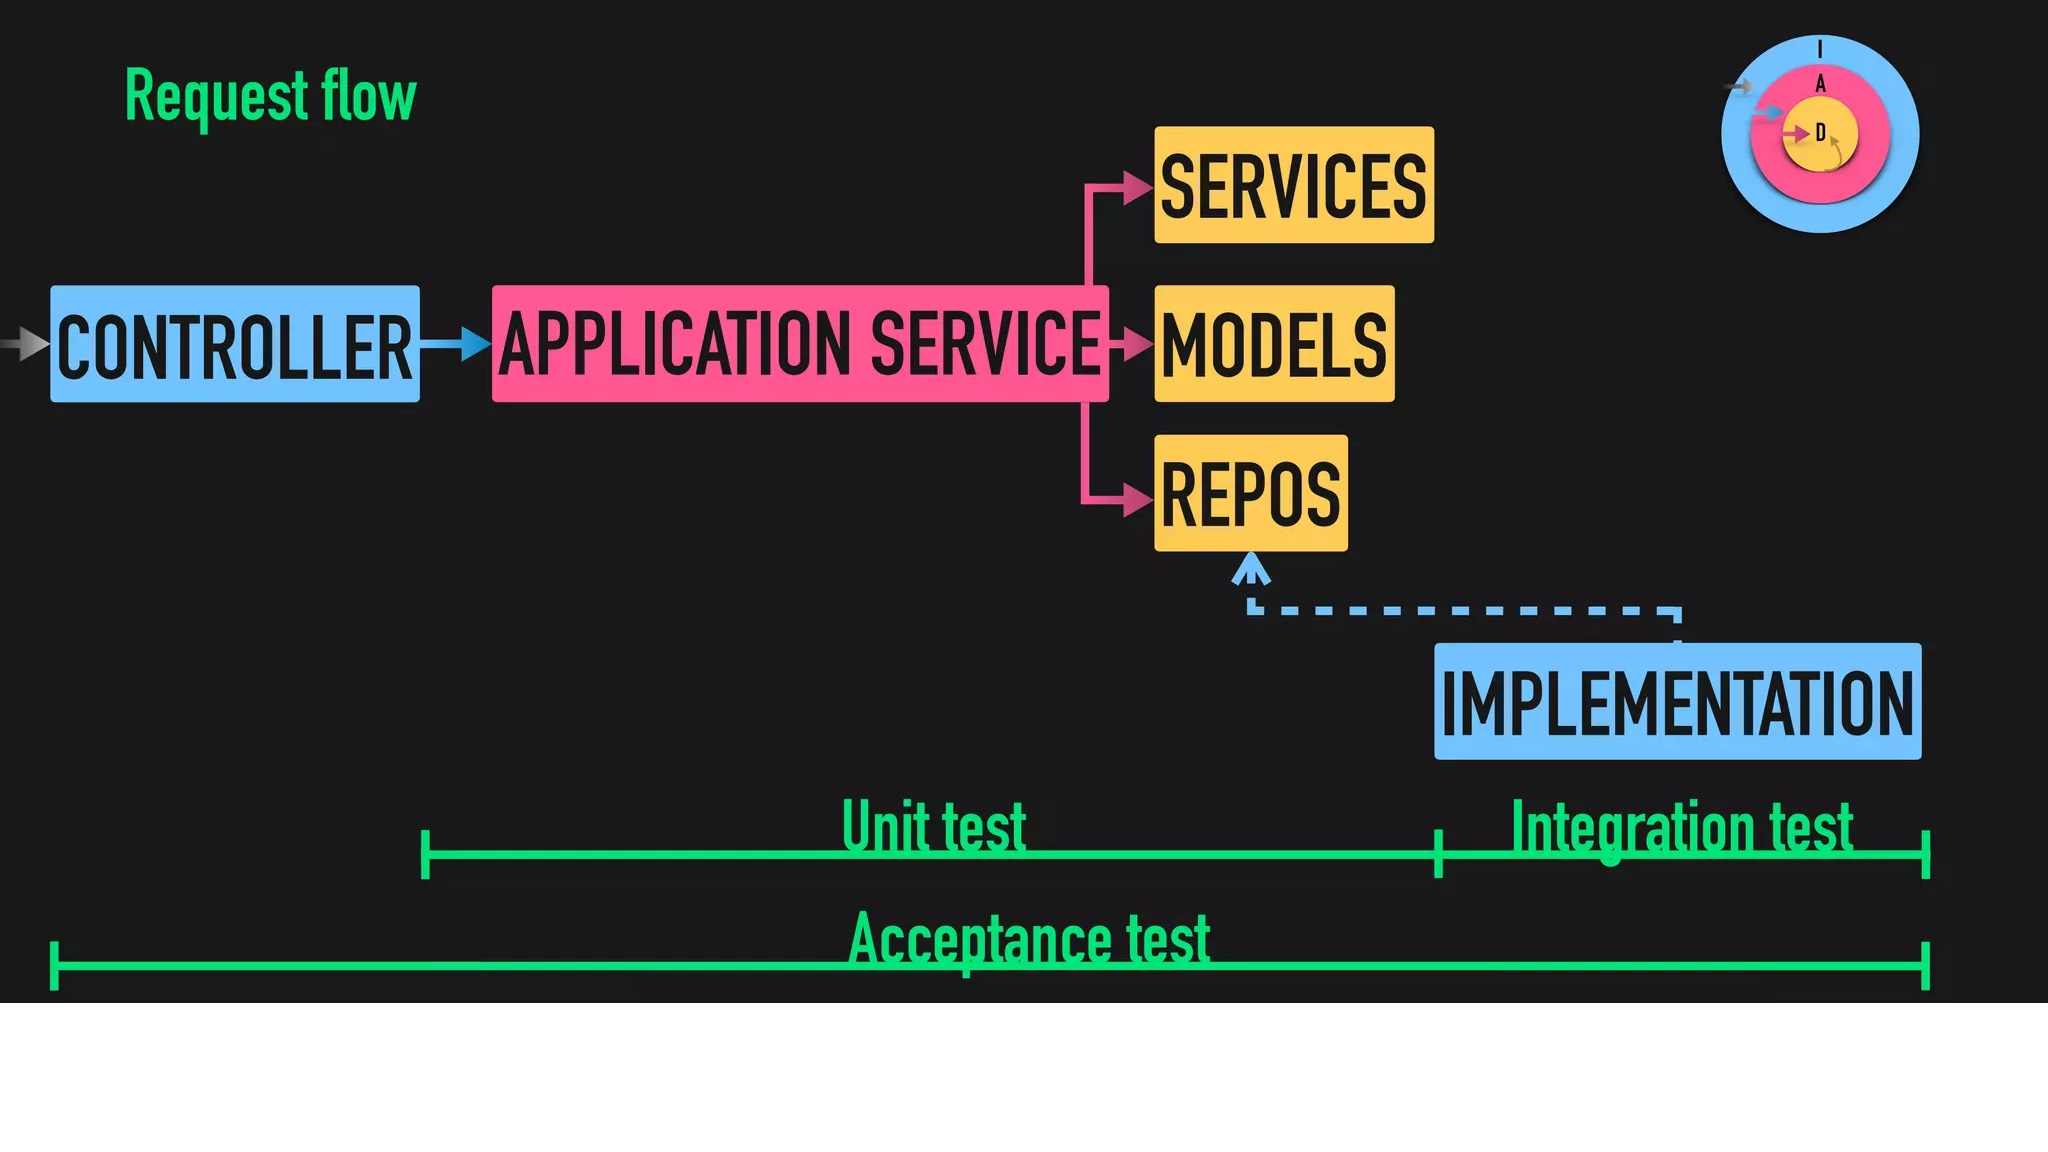 Request flow
I
A
D
SERVICES
CONTROLLER
APPLICATION SERVICE
MODELS
REPOS
IMPLEMENTATION
Unit test
Integration test
Acceptance test